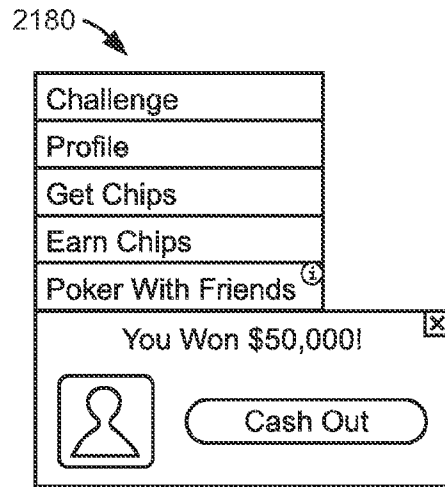 2180
Challenge
Profile
Get Chips
Earn Chips
Poker With Friends i
You Won $50,000! X
Cash Out